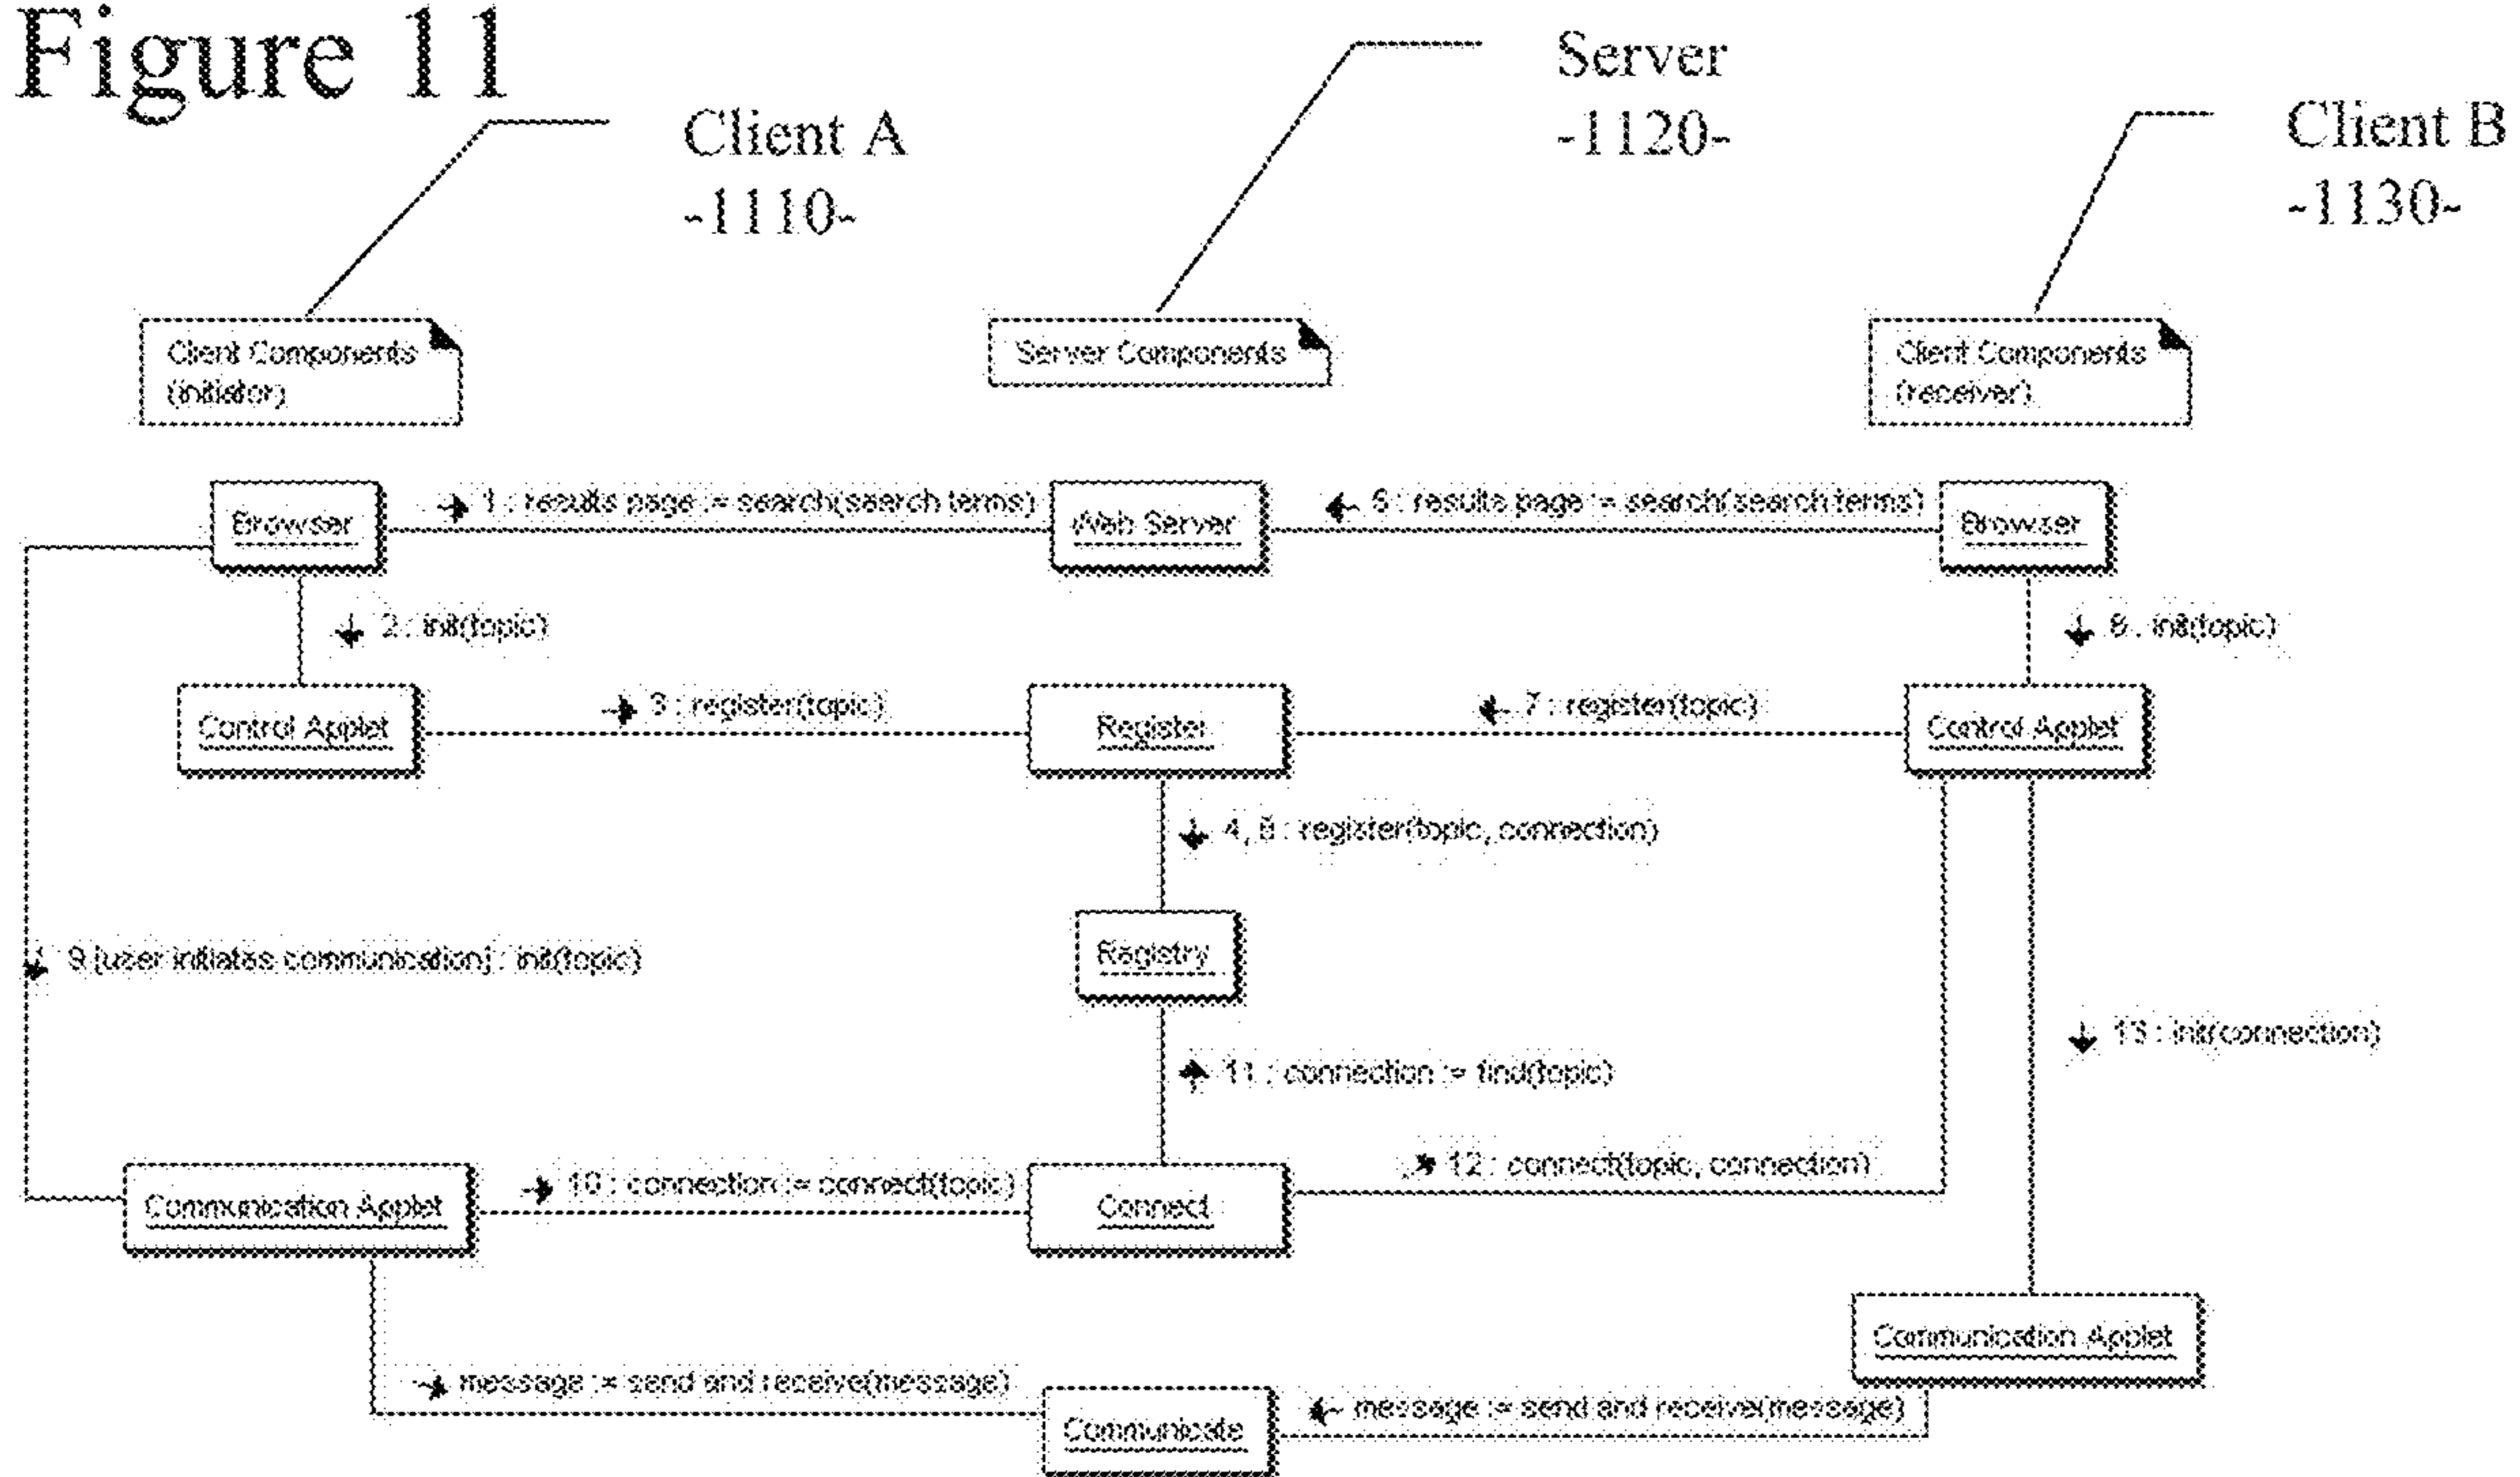 Figure 11
Client A
-1110-
Server
-1120-
Client B
-1130-
Client Components
(initiator)
Server Components
Client Components
(receiver)
Browser
1 : results page := search(search terms)
Web Server
: results page := search(search terms)
Browser
2 : init(topic)
: init(topic)
Control Applet
3 : register(topic)
Register
7 : register(topic)
Control Applet
4, 8 : register(topic, connection)
9 [user initiates communication] : init(topic)
Registry
13 : init(connection)
11 : connection := find(topic)
Communication Applet
10 : connection := connect(topic)
Connect
12 : connect(topic, connection)
Communication Applet
message := send and receive(message)
message := send and receive(message)
Communicate